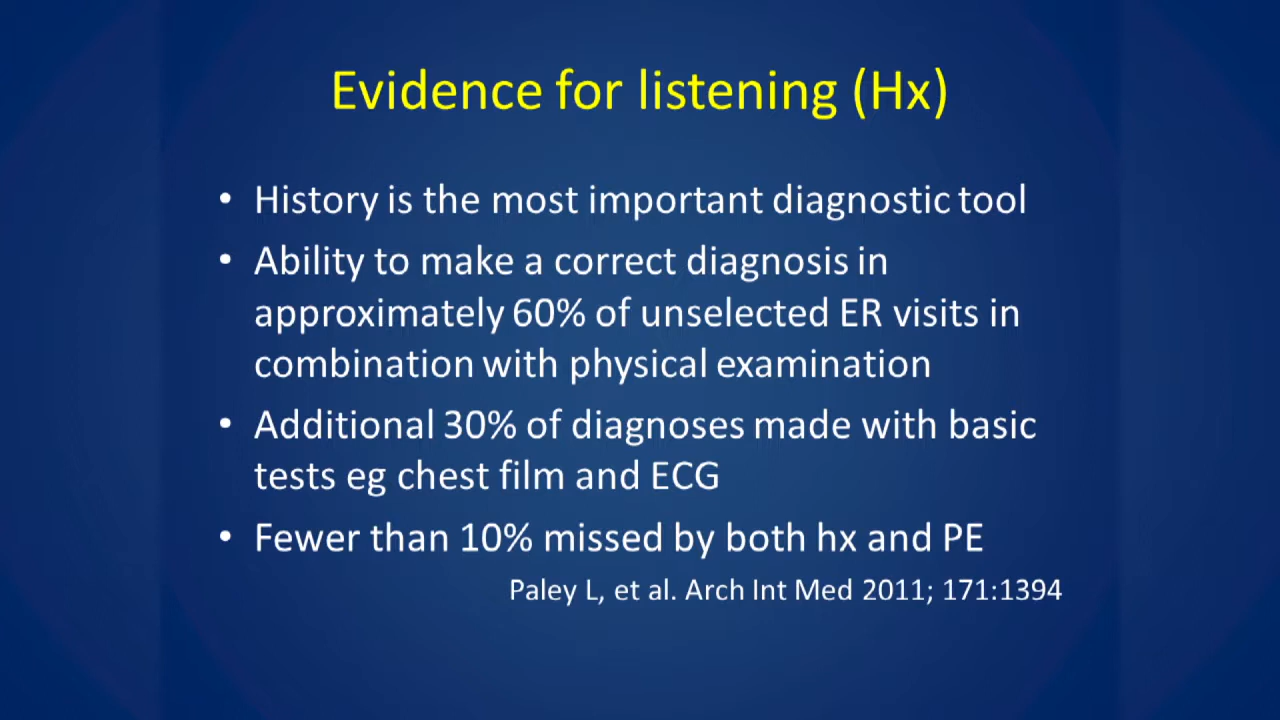 Evidence for listening (Hx)
• History is the most important diagnostic tool
• Ability to make a correct diagnosis in
approximately 60% of unselected ER visits in
combination with physical examination
• Additional 30% of diagnoses made with basic
tests eg chest film and ECG
• Fewer than 10% missed by both hx and PE
Paley L, et al. Arch Int Med 2011; 171:1394